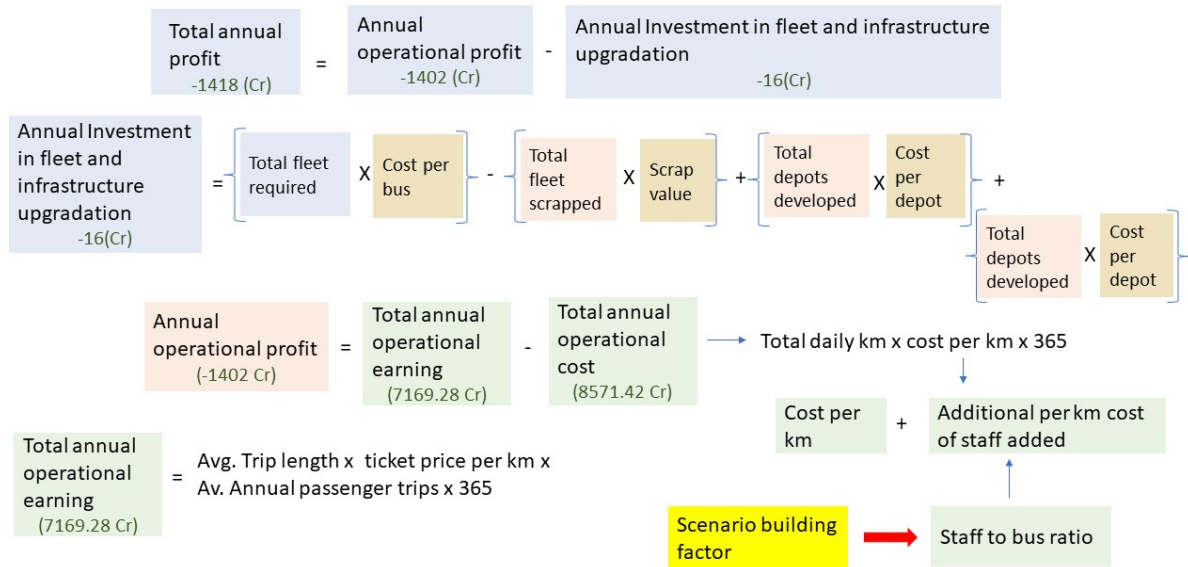 Total annual
profit
-1418 (Cr)
=
Annual
operational profit
-1402 (Cr)
-
Annual Investment in fleet and infrastructure
upgradation
-16(Cr)
Annual Investment
in fleet and
infrastructure
upgradation
-16(Cr)
=
Total fleet
required
X
Cost per
bus
-
Total
fleet
scrapped
X
Scrap
value
+
Total
depots
developed
X
Cost
per
depot
+
Total
depots
developed
X
Cost
per
depot
Annual
operational profit
(-1402 Cr)
=
Total annual
operational
earning
(7169.28 Cr)
-
Total annual
operational
cost
(8571.42 Cr)
Total daily km x cost per km x 365
Cost per
km
+
Additional per km cost
of staff added
Total annual
operational
earning
(7169.28 Cr)
=
Avg. Trip length x ticket price per km x
Av. Annual passenger trips x 365
Scenario building
factor
Staff to bus ratio